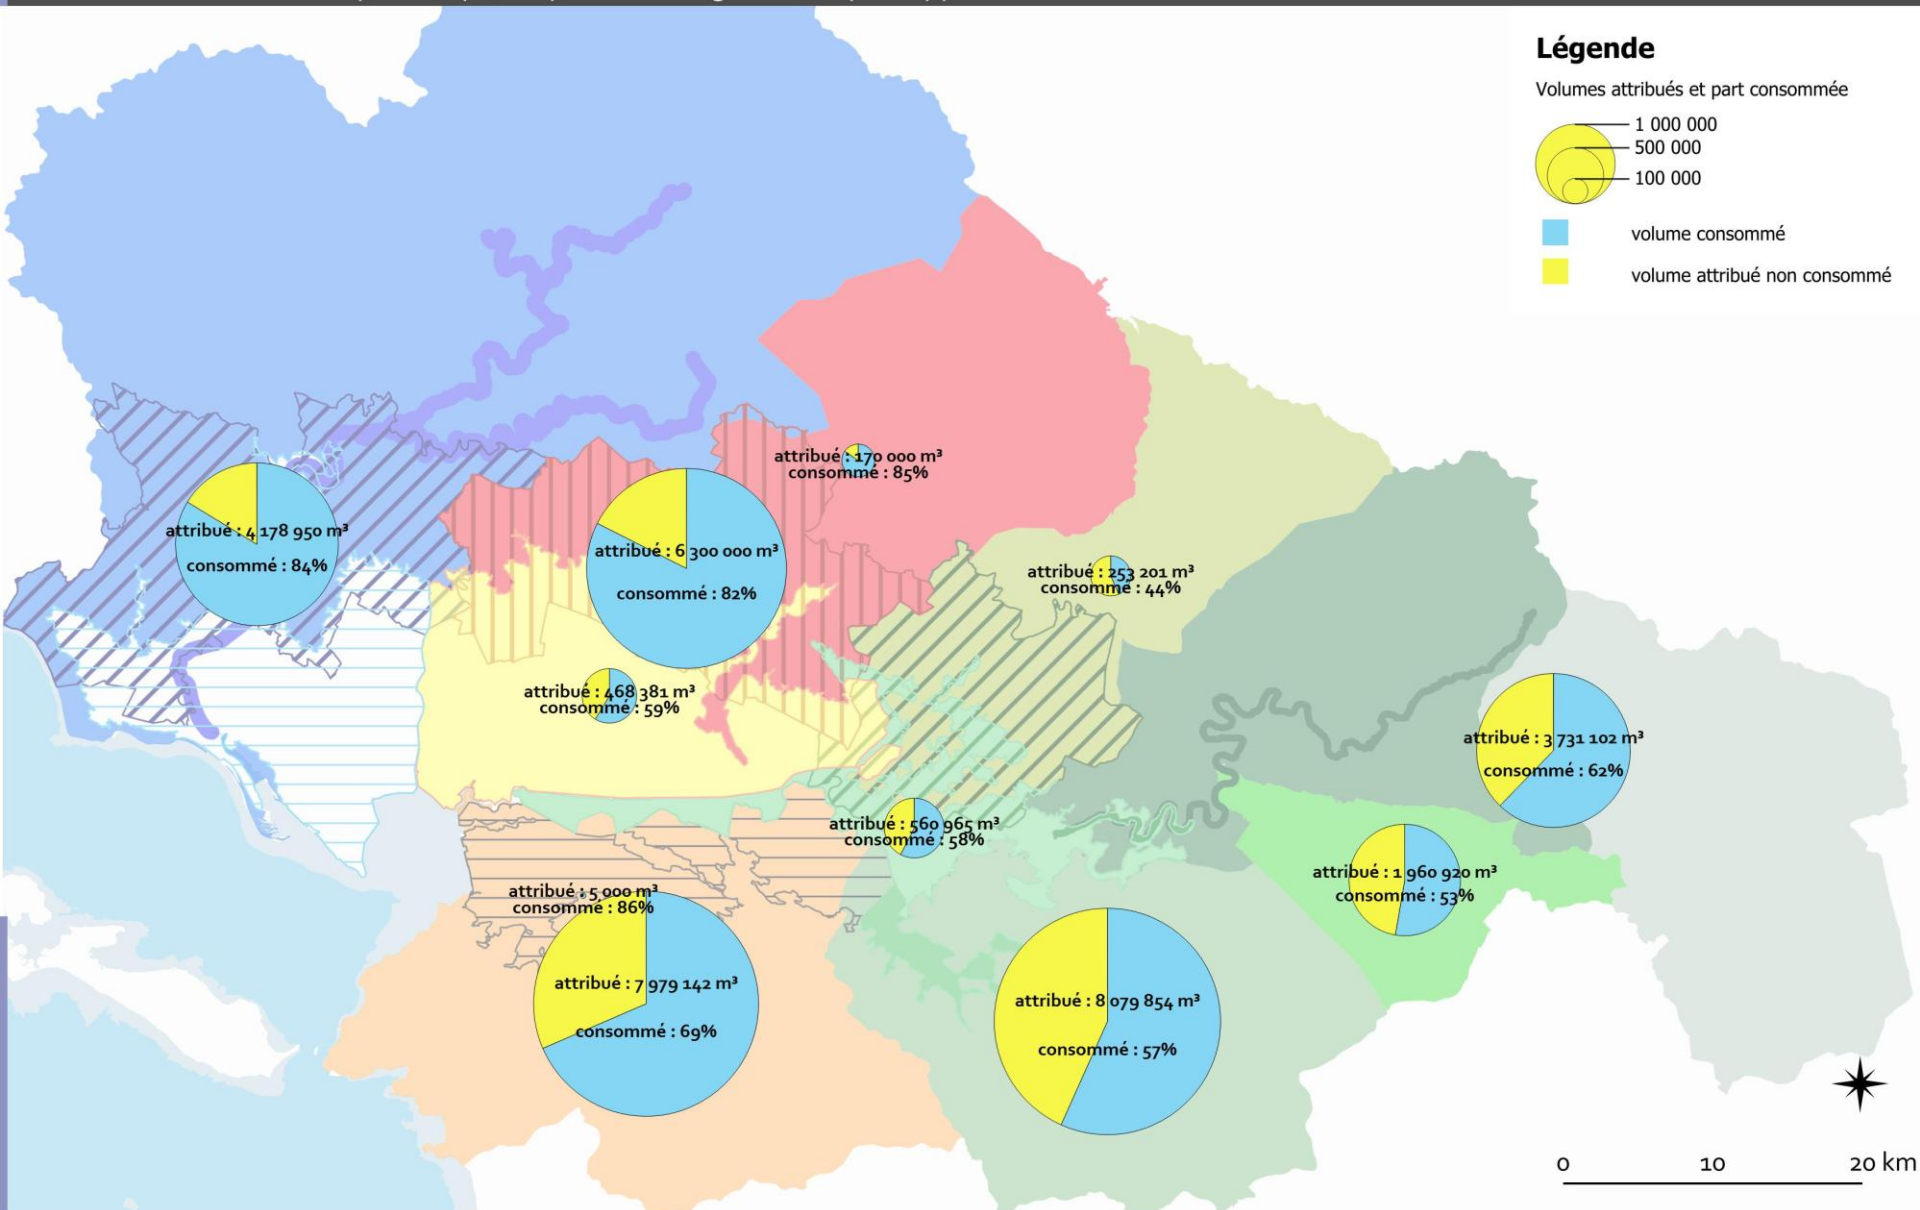 Légende
Volumes attribués et part consommée
1 000 000
500 000
100 000
volume consommé
volume attribué non consommé
attribué : 170 000 m³
consommé : 85%
attribué : 4 178 950 m³
consommé : 84%
attribué : 6 300 000 m³
consommé : 82%
attribué : 253 201 m³
consommé : 44%
attribué : 468 381 m³
consommé : 59%
attribué : 3 731 102 m³
consommé : 62%
attribué : 560 965 m³
consommé : 58%
attribué : 1 960 920 m³
consommé : 53%
attribué : 5 000 m³
consommé : 86%
attribué : 7 979 142 m³
consommé : 69%
attribué : 8 079 854 m³
consommé : 57%
0 10 20 km